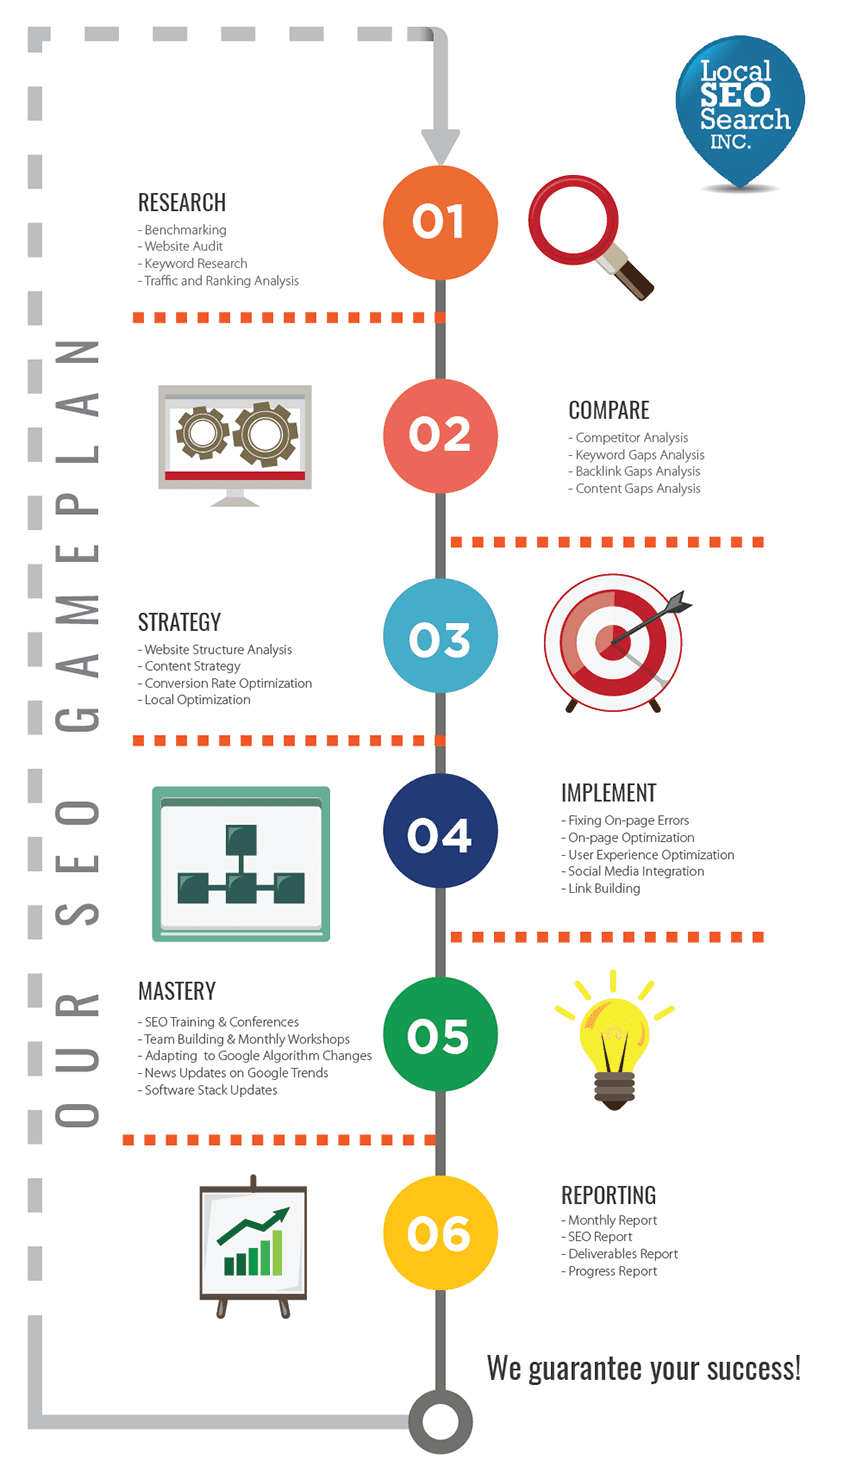 Local
SEO
Search
INC.
OUR SEO GAMEPLAN
01
RESEARCH
- Benchmarking
- Website Audit
- Keyword Research
- Traffic and Ranking Analysis
02
COMPARE
- Competitor Analysis
- Keyword Gaps Analysis
- Backlink Gaps Analysis
- Content Gaps Analysis
03
STRATEGY
- Website Structure Analysis
- Content Strategy
- Conversion Rate Optimization
- Local Optimization
04
IMPLEMENT
- Fixing On-page Errors
- On-page Optimization
- User Experience Optimization
- Social Media Integration
- Link Building
05
MASTERY
- SEO Training & Conferences
- Team Building & Monthly Workshops
- Adapting  to Google Algorithm Changes
- News Updates on Google Trends
- Software Stack Updates
06
REPORTING
- Monthly Report
- SEO Report
- Deliverables Report
- Progress Report
We guarantee your success!